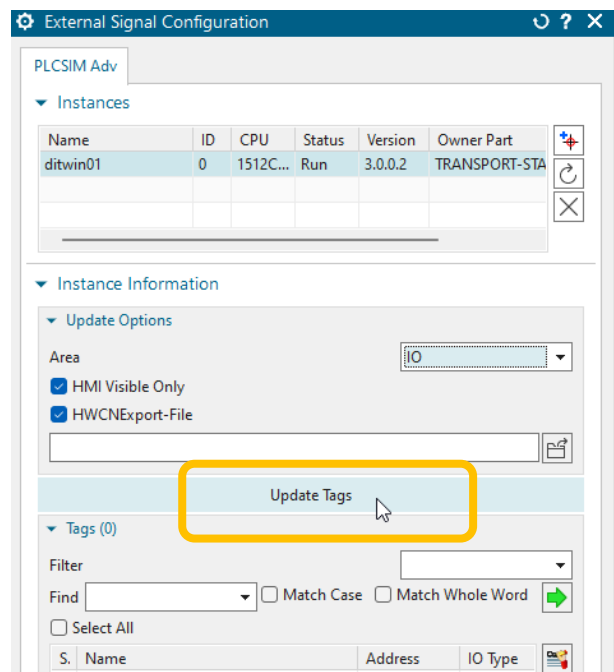 External Signal Configuration
PLCSIM Adv
Instances
Name ID CPU Status Version Owner Part
ditwin01 0 1512C... Run 3.0.0.2 TRANSPORT-STA
Instance Information
Update Options
Area IO
HMI Visible Only
HWCNExport-File
Update Tags
Tags (0)
Filter
Find Match Case Match Whole Word
Select All
S. Name Address IO Type